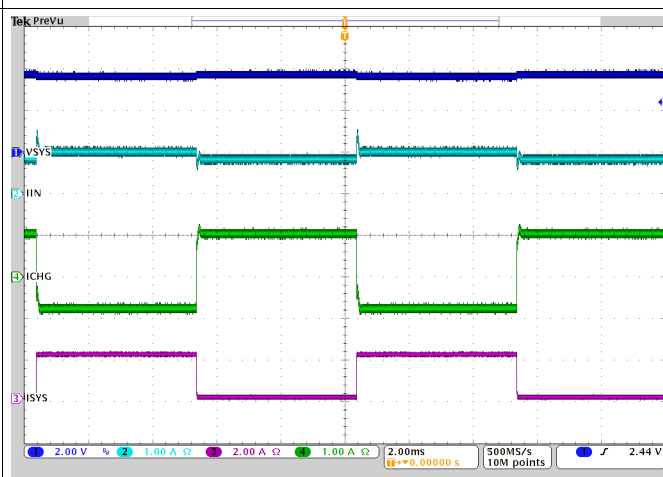 Tek PreVu
T
T
1 VSYS
2 IIN
4 ICHG
3 ISYS
1 2.00 V 2 1.00 A Ω 3 2.00 A Ω 4 1.00 A Ω
2.00ms
T→▼0.00000 s
500MS/s
10M points
1 2.44 V